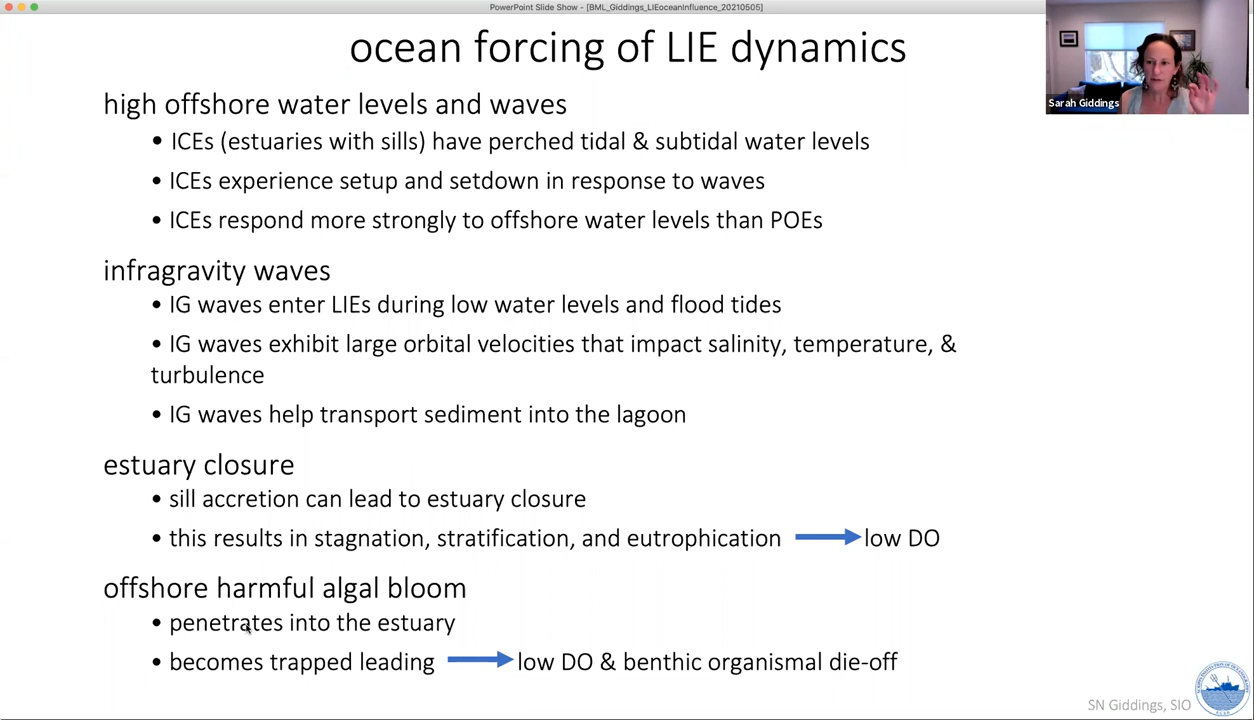 PowerPoint Slide Show - [BML_Giddings_LIEoceanInfluence_20210505]
ocean forcing of LIE dynamics
Sarah Giddings
high offshore water levels and waves
• ICEs (estuaries with sills) have perched tidal & subtidal water levels
• ICEs experience setup and setdown in response to waves
• ICEs respond more strongly to offshore water levels than POEs
infragravity waves
• IG waves enter LIEs during low water levels and flood tides
• IG waves exhibit large orbital velocities that impact salinity, temperature, &
turbulence
• IG waves help transport sediment into the lagoon
estuary closure
• sill accretion can lead to estuary closure
• this results in stagnation, stratification, and eutrophication low DO
offshore harmful algal bloom
• penetrates into the estuary
• becomes trapped leading low DO & benthic organismal die-off
SN Giddings, SIO